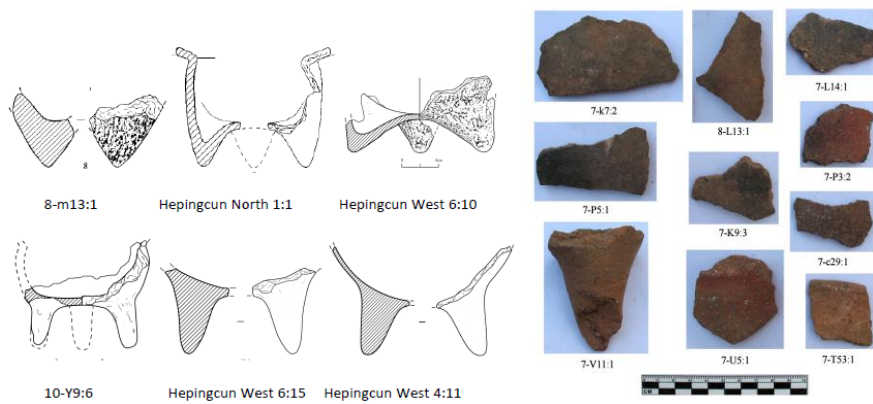 8
8-m13:1
Hepingcun North 1:1
Hepingcun West 6:10
10-Y9:6
Hepingcun West 6:15
Hepingcun West 4:11
7-k7:2
8-L13:1
7-L14:1
7-P5:1
7-K9:3
7-P3:2
7-c29:1
7-V11:1
7-U5:1
7-T53:1
CM